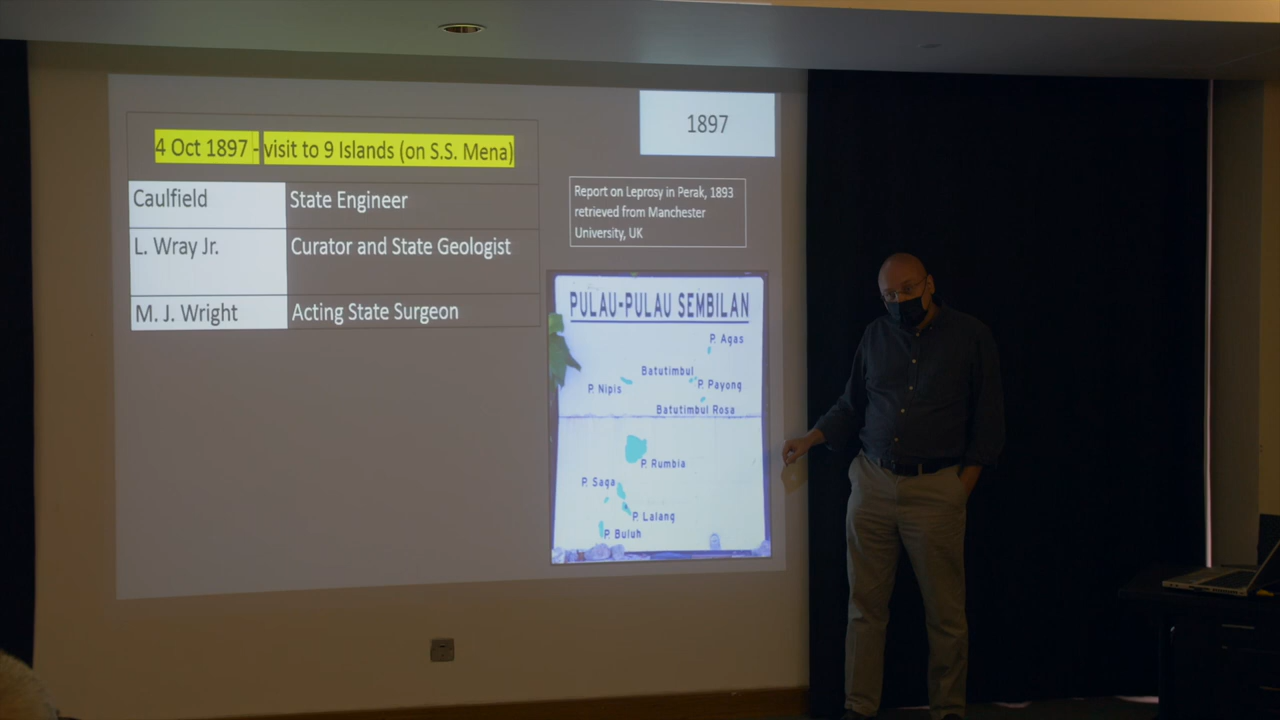 4 Oct 1897 - visit to 9 Islands (on S.S. Mena)
Caulfield State Engineer
L. Wray Jr. Curator and State Geologist
M. J. Wright Acting State Surgeon
1897
Report on Leprosy in Perak, 1893
retrieved from Manchester
University, UK
PULAU-PULAU SEMBILAN
P. Agas
Batutimbul
P. Nipis
P. Payong
Batutimbul Rosa
P. Rumbia
P. Saga
P. Lalang
P. Buluh